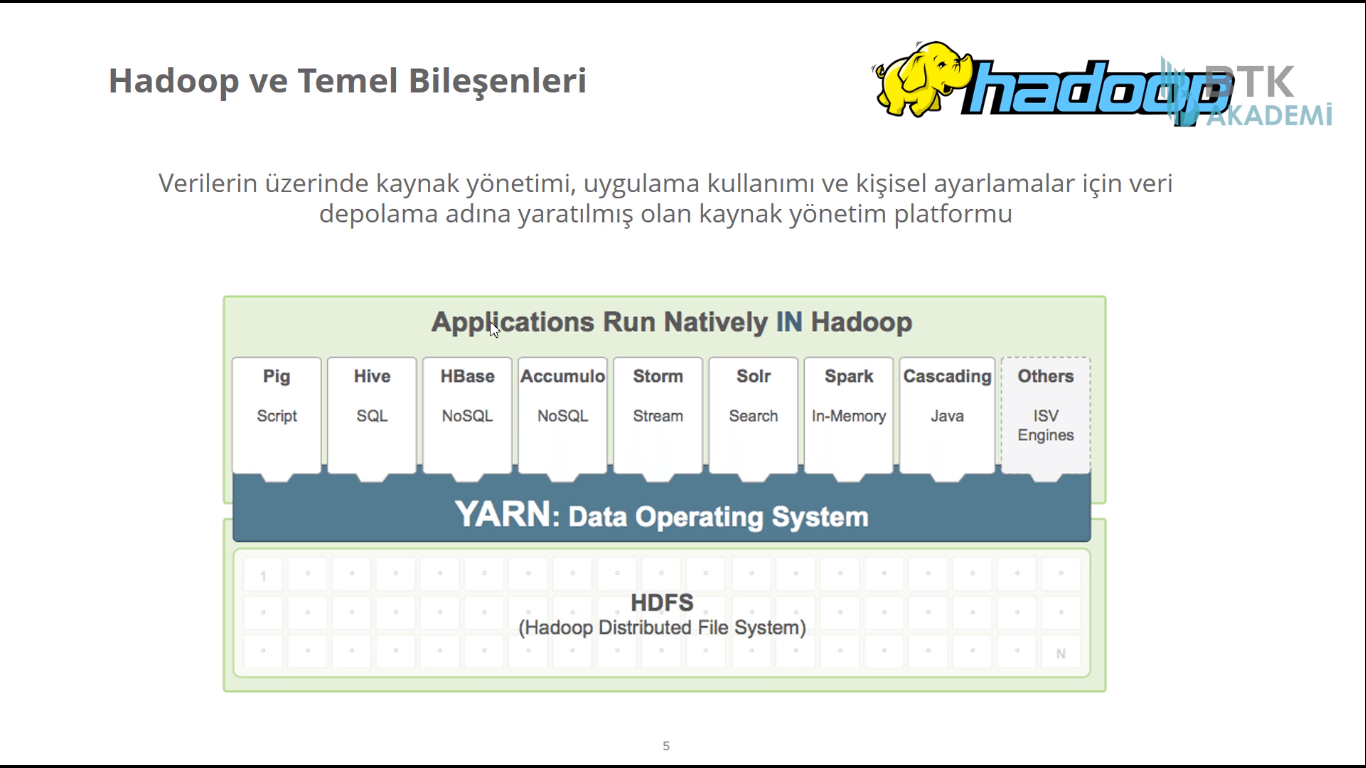 Hadoop ve Temel Bileşenleri
hadoop
BTK
AKADEMİ
Verilerin üzerinde kaynak yönetimi, uygulama kullanımı ve kişisel ayarlamalar için veri
depolama adına yaratılmış olan kaynak yönetim platformu
Applications Run Natively IN Hadoop
Pig Hive HBase Accumulo Storm Solr Spark Cascading Others
Script SQL NoSQL NoSQL Stream Search In-Memory Java ISV
Engines
YARN: Data Operating System
1
HDFS
(Hadoop Distributed File System)
N
5